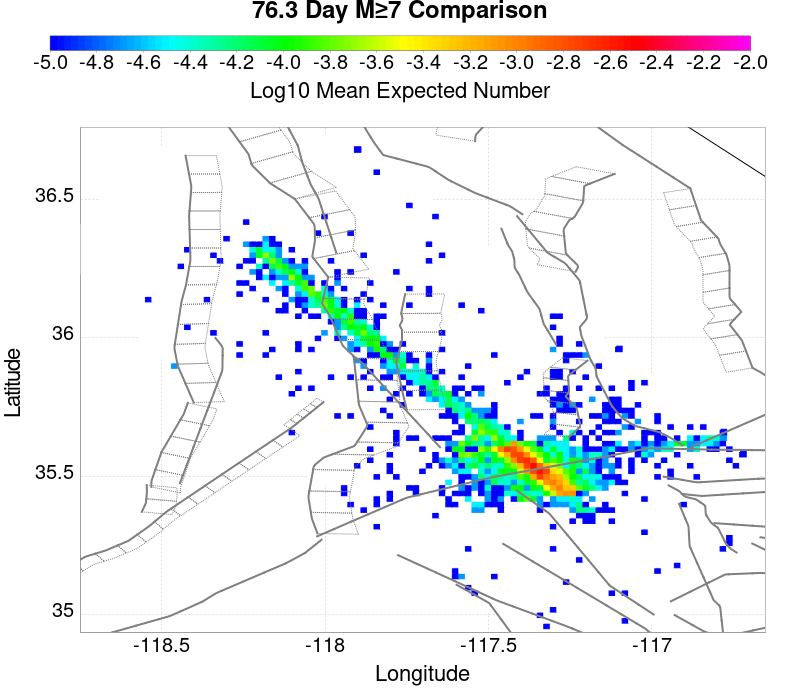 76.3 Day M≥7 Comparison
-5.0 -4.8 -4.6 -4.4 -4.2 -4.0 -3.8 -3.6 -3.4 -3.2 -3.0 -2.8 -2.6 -2.4 -2.2 -2.0
Log10 Mean Expected Number
36.5
36
35.5
35
Latitude
-118.5 -118 -117.5 -117
Longitude